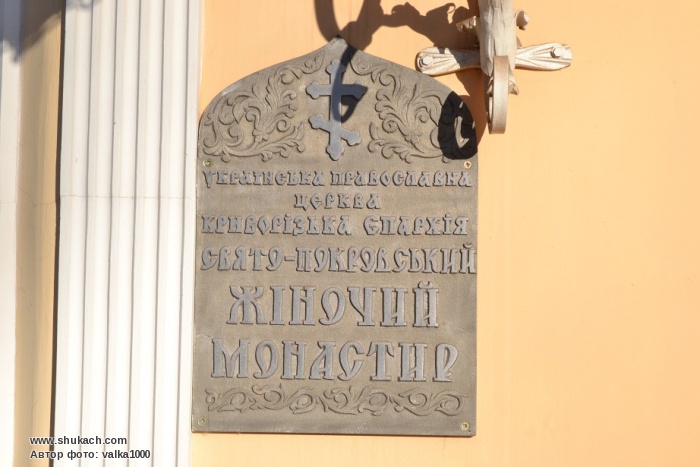 УКРАЇНСЬКА ПРАВОСЛАВНА
ЦЕРКВА
КРИВОРІЗЬКА ЄПАРХІЯ
СВЯТО-ПОКРОВСЬКИЙ
ЖІНОЧИЙ
МОНАСТИР
www.shukach.com
Автор фото: valka1000